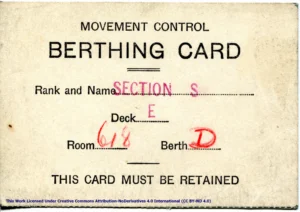 MOVEMENT CONTROL
BERTHING CARD
Rank and Name SECTION S
Deck E
Room 618 Berth D
THIS CARD MUST BE RETAINED
This Work Licensed Under Creative Commons Attribution-NoDerivatives 4.0 International (CC BY-ND 4.0)